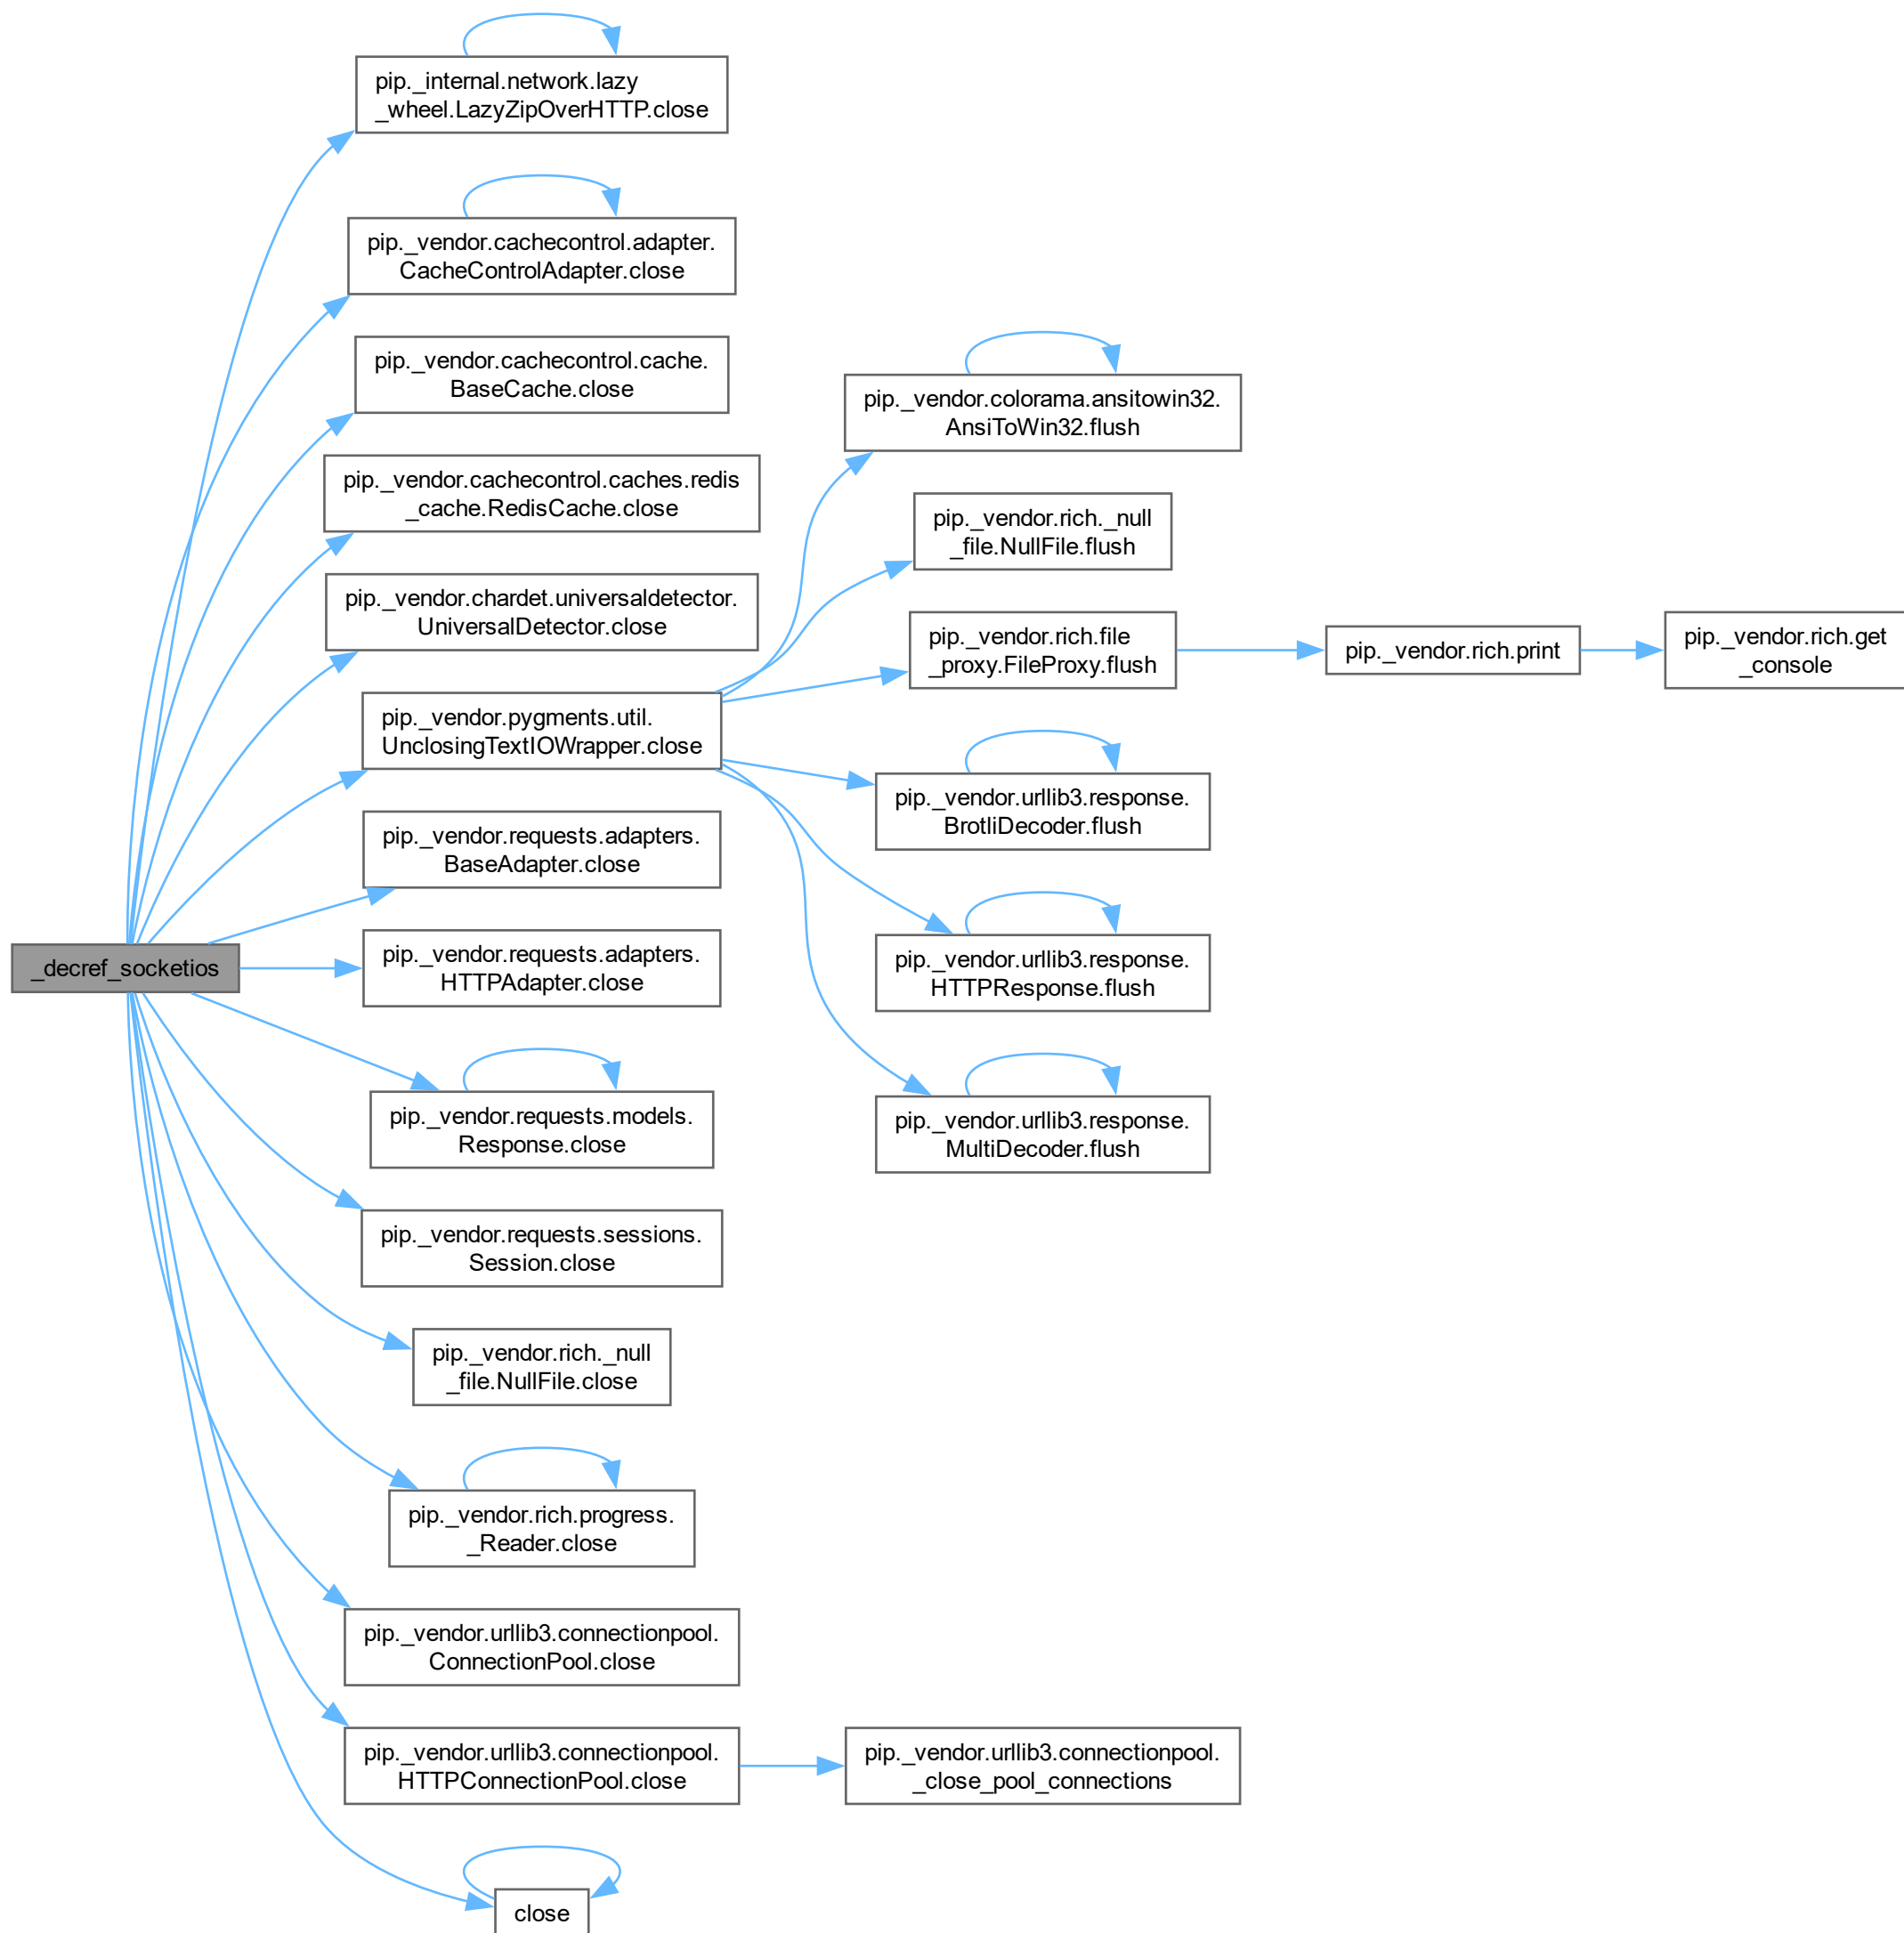 pip._internal.network.lazy
_wheel.LazyZipOverHTTP.close
pip._vendor.cachecontrol.adapter.
CacheControlAdapter.close
pip._vendor.cachecontrol.cache.
BaseCache.close
pip._vendor.cachecontrol.caches.redis
_cache.RedisCache.close
pip._vendor.chardet.universaldetector.
UniversalDetector.close
pip._vendor.pygments.util.
UnclosingTextIOWrapper.close
pip._vendor.requests.adapters.
BaseAdapter.close
_decref_socketios
pip._vendor.requests.adapters.
HTTPAdapter.close
pip._vendor.requests.models.
Response.close
pip._vendor.requests.sessions.
Session.close
pip._vendor.rich._null
_file.NullFile.close
pip._vendor.rich.progress.
_Reader.close
pip._vendor.urllib3.connectionpool.
ConnectionPool.close
pip._vendor.urllib3.connectionpool.
HTTPConnectionPool.close
close
pip._vendor.colorama.ansitowin32.
AnsiToWin32.flush
pip._vendor.rich._null
_file.NullFile.flush
pip._vendor.rich.file
_proxy.FileProxy.flush
pip._vendor.urllib3.response.
BrotliDecoder.flush
pip._vendor.urllib3.response.
HTTPResponse.flush
pip._vendor.urllib3.response.
MultiDecoder.flush
pip._vendor.urllib3.connectionpool.
_close_pool_connections
pip._vendor.rich.print
pip._vendor.rich.get
_console